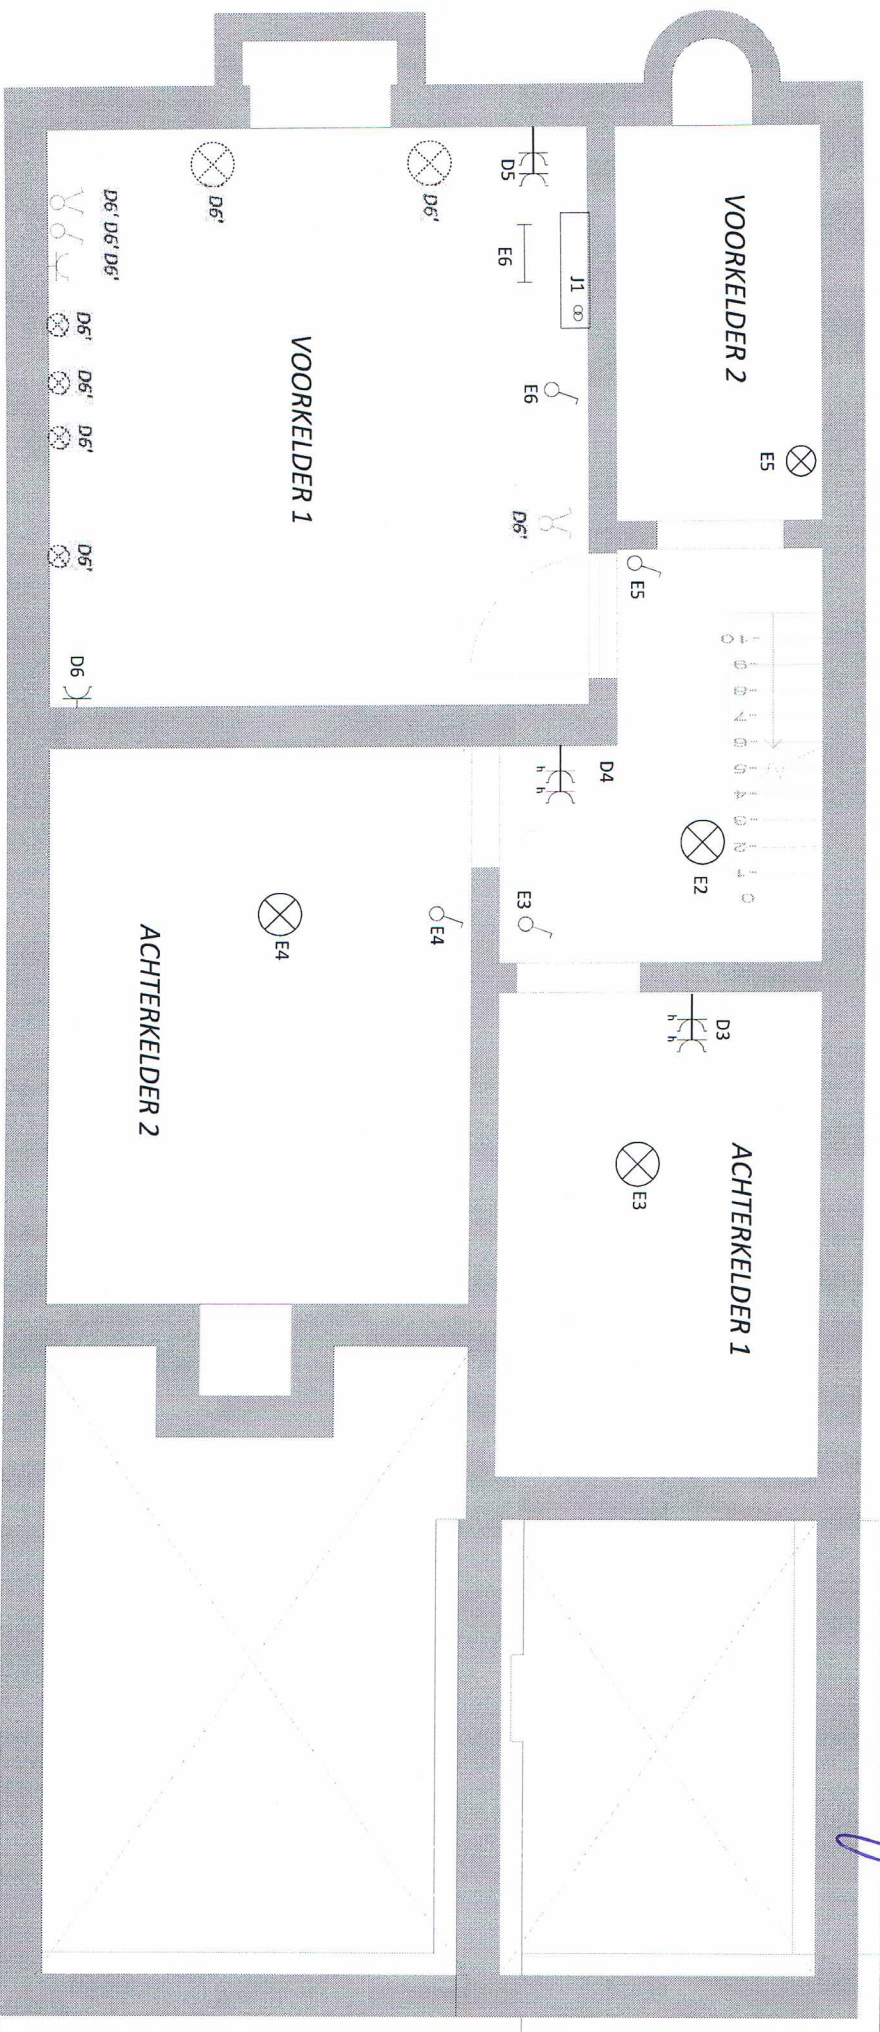 E5
VOORKELDER 2
ACHTERKELDER 1
D3
h h
E2
E5
E3
D4
h h
J1
E6
E3
D6'
D5
E6
E4
D6'
VOORKELDER 1
E4
D6'
ACHTERKELDER 2
D6' D6' D6'
D6'
D6'
D6'
D6'
D6